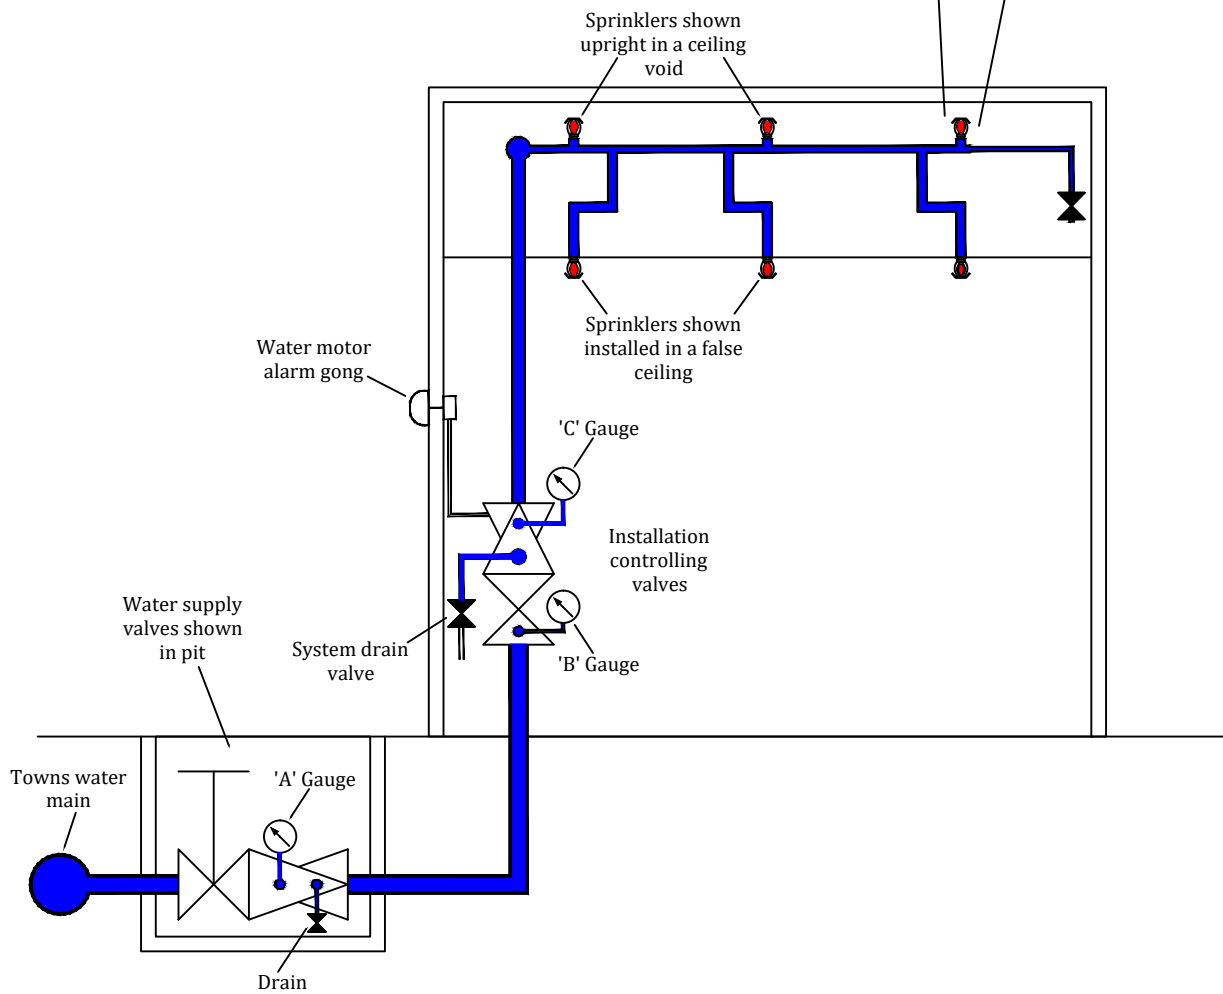 Sprinklers shown
upright in a ceiling
void
Sprinklers shown
installed in a false
ceiling
Water motor
alarm gong
'C' Gauge
Installation
controlling
valves
Water supply
valves shown
in pit
System drain
valve
'B' Gauge
Towns water
main
'A' Gauge
Drain